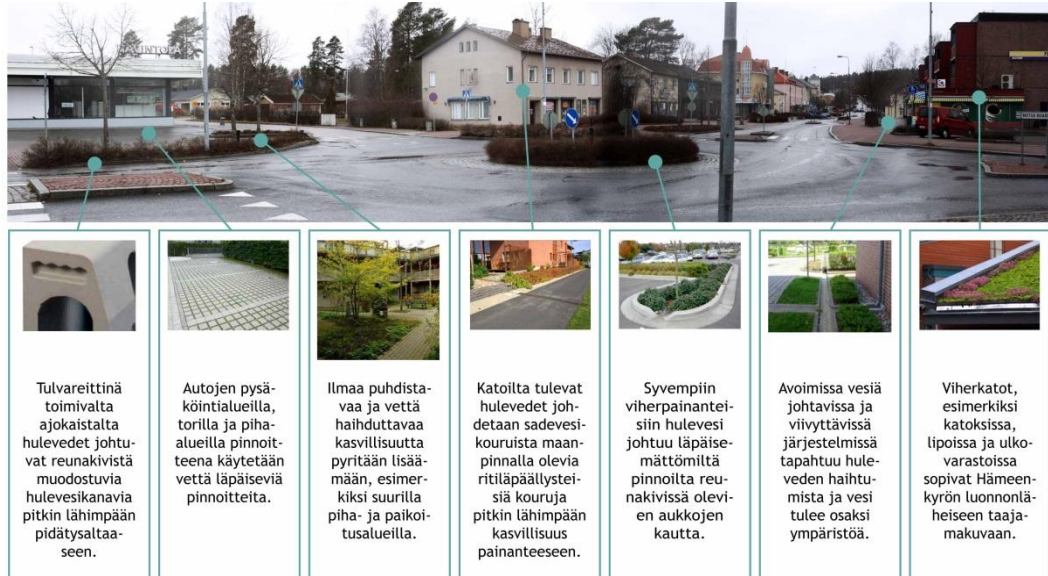 RAVINTOLA
Tulvareittinä
toimivalta
ajokaistalta
hulevedet johtu-
vat reunakivistä
muodostuvia
hulevesikanavia
pitkin lähimpään
pidätysaltaa-
seen.
Autojen pysä-
köintialueilla,
torilla ja piha-
alueilla pinnoit-
teena käytetään
vettä läpäiseviä
pinnoitteita.
Ilmaa puhdista-
vaa ja vettä
haihduttavaa
kasvillisuutta
pyritään lisää-
mään, esimer-
kiksi suurilla
piha- ja paikoi-
tusalueilla.
Katoilta tulevat
hulevedet joh-
detaan sadevesi-
kouruista maan-
pinnalla olevia
ritiläpäällystei-
siä kouruja
pitkin lähimpään
kasvillisuus
painanteeseen.
Syvempiin
viherpainantei-
siin hulevesi
johtuu läpäise-
mättömiltä
pinnoilta reu-
nakivissä olevi-
en aukkojen
kautta.
Avoimissa vesiä
johtavissa ja
viivyttävissä
järjestelmissä
tapahtuu hule-
veden haihtu-
mista ja vesi
tulee osaksi
ympäristöä.
Viherkatot,
esimerkiksi
katoksissa,
lipoissa ja ulko-
varastoissa
sopivat Hämeen-
kyrön luonnonlä-
heiseen taaja-
makuvaan.